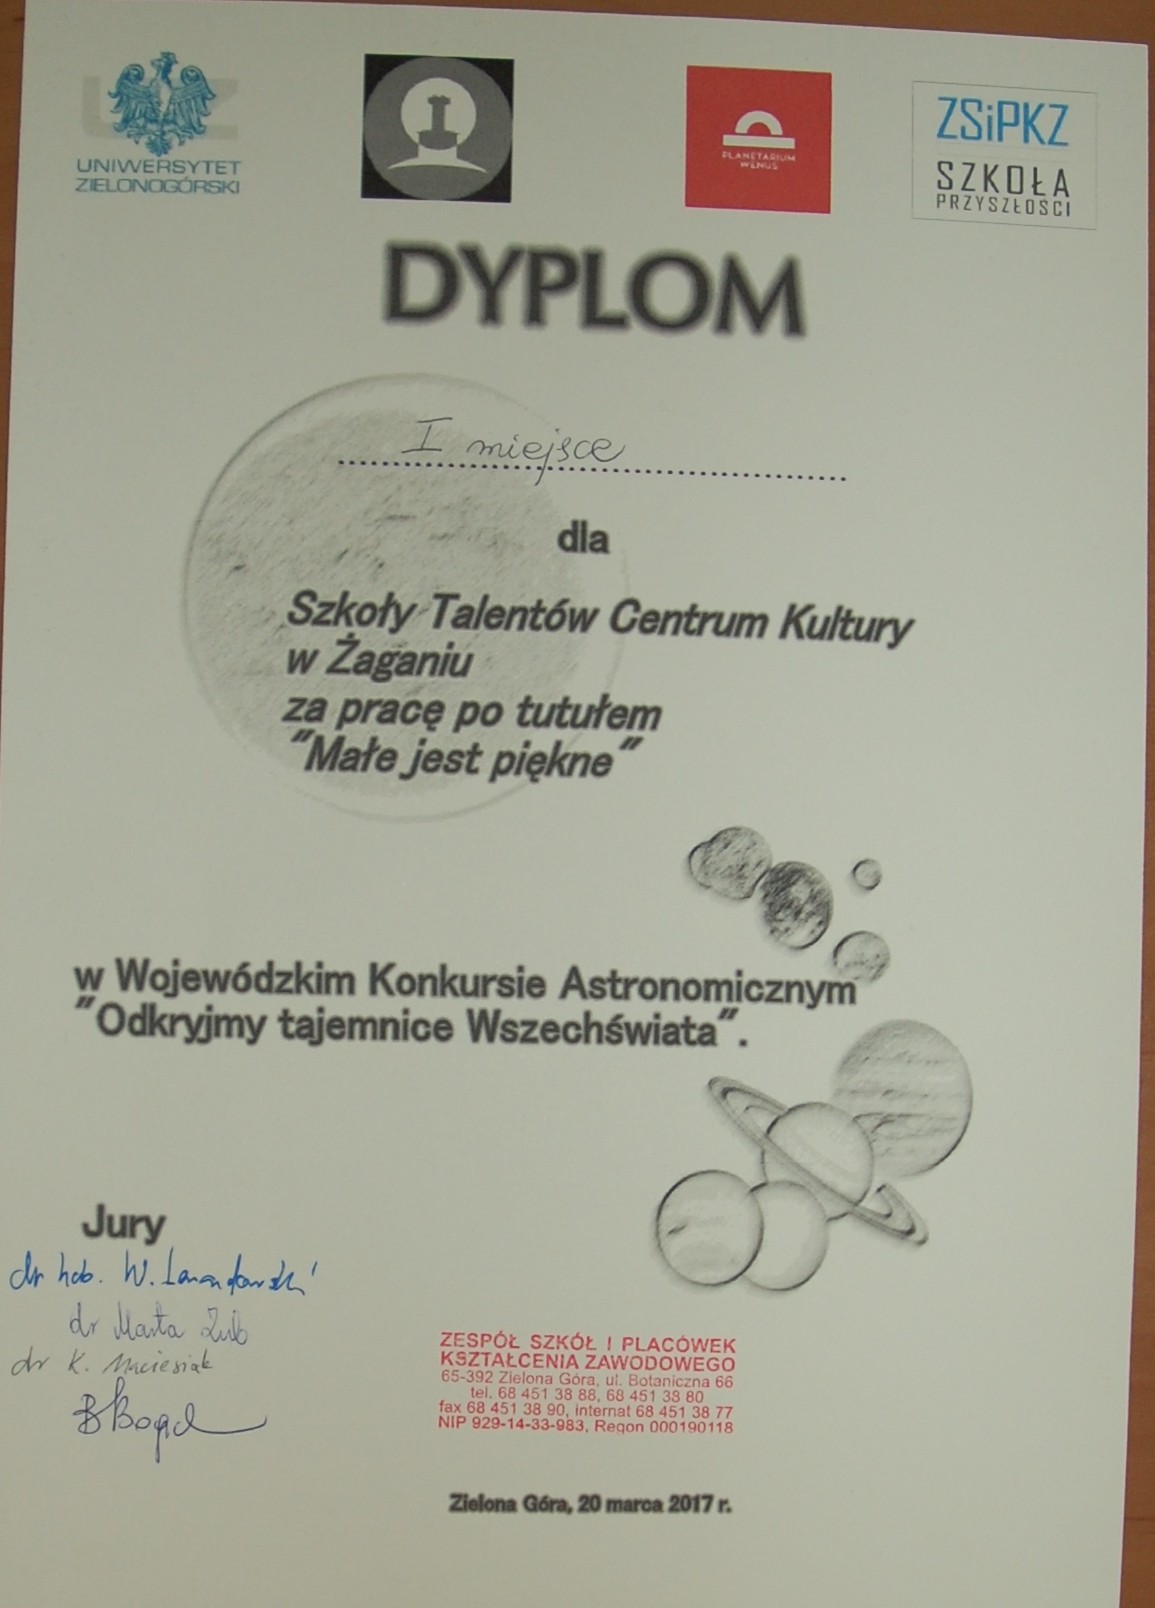 UNIWERSYTET
ZIELONOGÓRSKI
PLANETARIUM
WENUS
ZSiPKZ
SZKOŁA
PRZYSZŁOŚCI
DYPLOM
I miejsce
dla
Szkoły Talentów Centrum Kultury
w Żaganiu
za pracę po tutułem
"Małe jest piękne"
w Wojewódzkim Konkursie Astronomicznym
"Odkryjmy tajemnice Wszechświata".
Jury
dr hab. W.
dr Marta Zub
dr K. Maciesiak
ZESPÓŁ SZKÓŁ I PLACÓWEK
KSZTAŁCENIA ZAWODOWEGO
65-392 Zielona Góra, ul. Botaniczna 66
tel. 68 451 38 88, 68 451 38 80
fax 68 451 38 90, internat 68 451 38 77
NIP 929-14-33-983, Regon 000190118
Zielona Góra, 20 marca 2017 r.